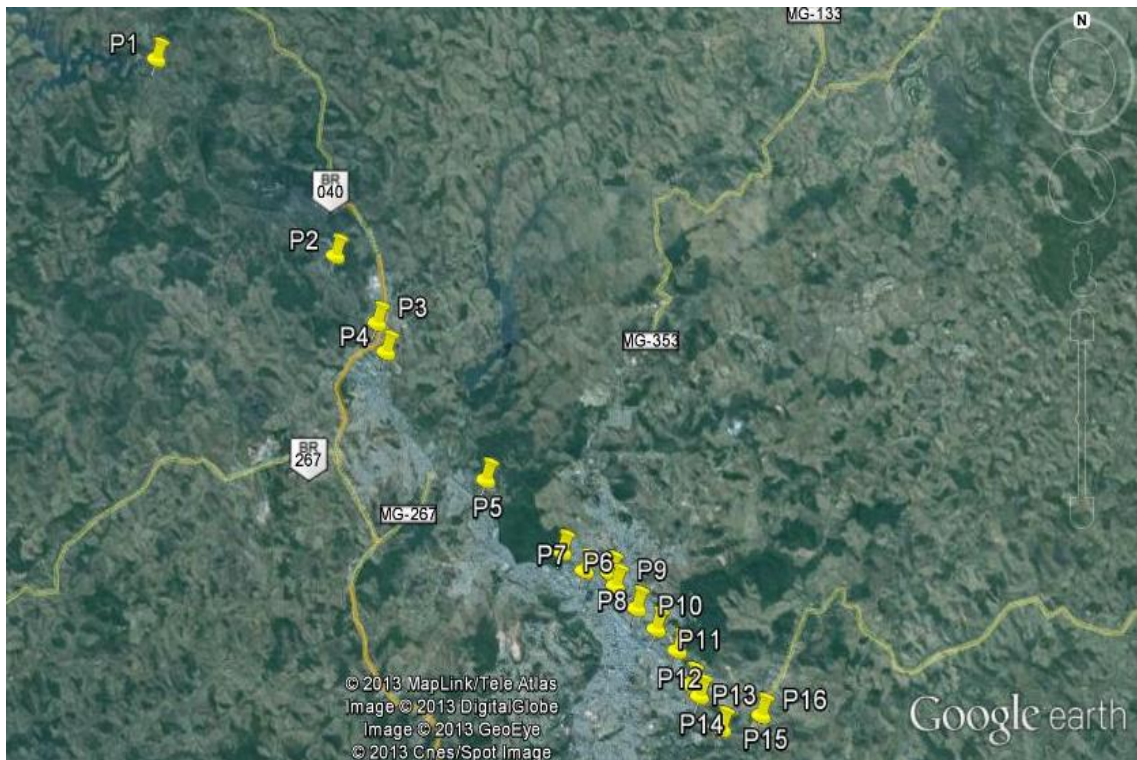 MG-133
N
P1
BR
040
P2
P3
P4
MG-353
BR
267
P5
MG-267
P7
P6
P9
P8
P10
P11
P12
P13
P16
P14
P15
© 2013 MapLink/Tele Atlas
Image © 2013 DigitalGlobe
Image © 2013 GeoEye
© 2013 Cnes/Spot Image
Google earth